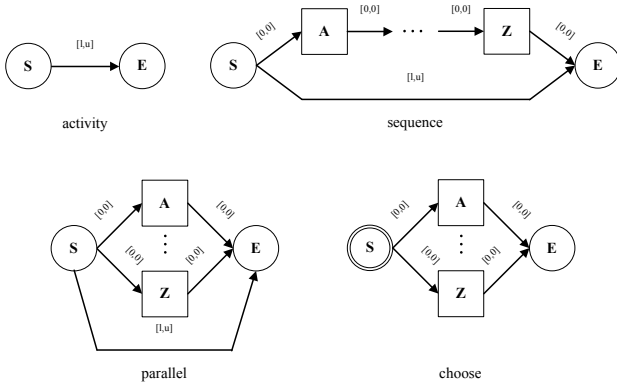 [l,u]
S
E
activity
[0,0]
[0,0]
[0,0]
[0,0]
A
. . .
Z
S
E
[l,u]
sequence
[0,0]
A
[0,0]
S
E
[0,0]
[0,0]
Z
[l,u]
parallel
[0,0]
A
[0,0]
S
E
[0,0]
[0,0]
Z
choose